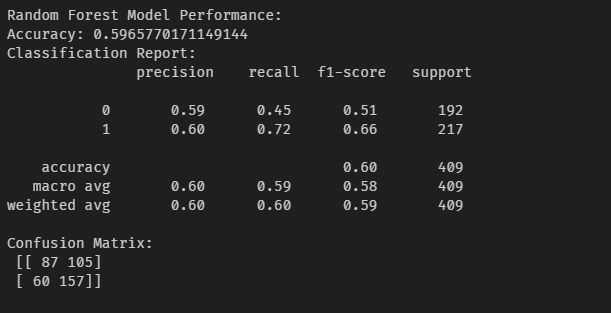 Random Forest Model Performance:
Accuracy: 0.5965770171149144
Classification Report:
              precision    recall  f1-score   support

           0       0.59      0.45      0.51       192
           1       0.60      0.72      0.66       217

    accuracy                           0.60       409
   macro avg       0.60      0.59      0.58       409
weighted avg       0.60      0.60      0.59       409

Confusion Matrix:
 [[ 87 105]
 [ 60 157]]